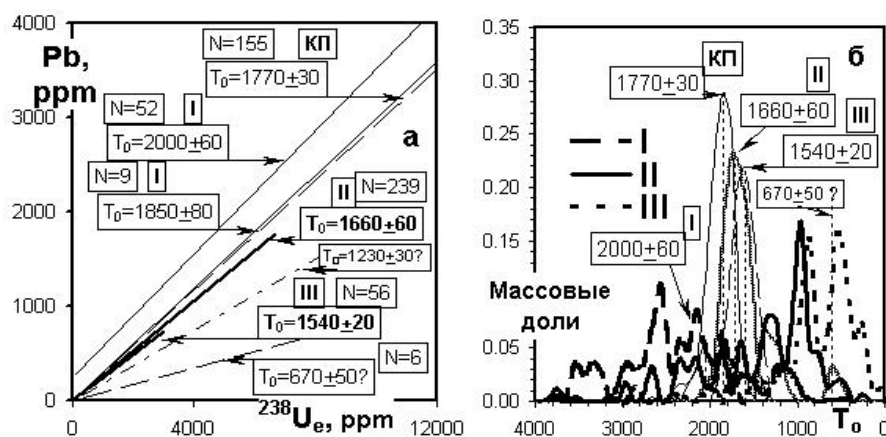 4000
Pb,
ppm
3000
2000
1000
0
0
4000
12000
²³⁸Uₑ, ppm
а
N=155 КП
T₀=1770±30
N=52 I
T₀=2000±60
N=9 I
T₀=1850±80
II N=239
T₀=1660±60
T₀=1230±30?
III N=56
T₀=1540±20
N=6
T₀=670±50?
б
0.35
0.30
0.25
0.20
0.15
0.10
0.05
0.00
Массовые
доли
КП
1770±30
II
1660±60
III
1540±20
670±50 ?
I
II
III
I
2000±60
4000
3000
2000
1000
0
T₀